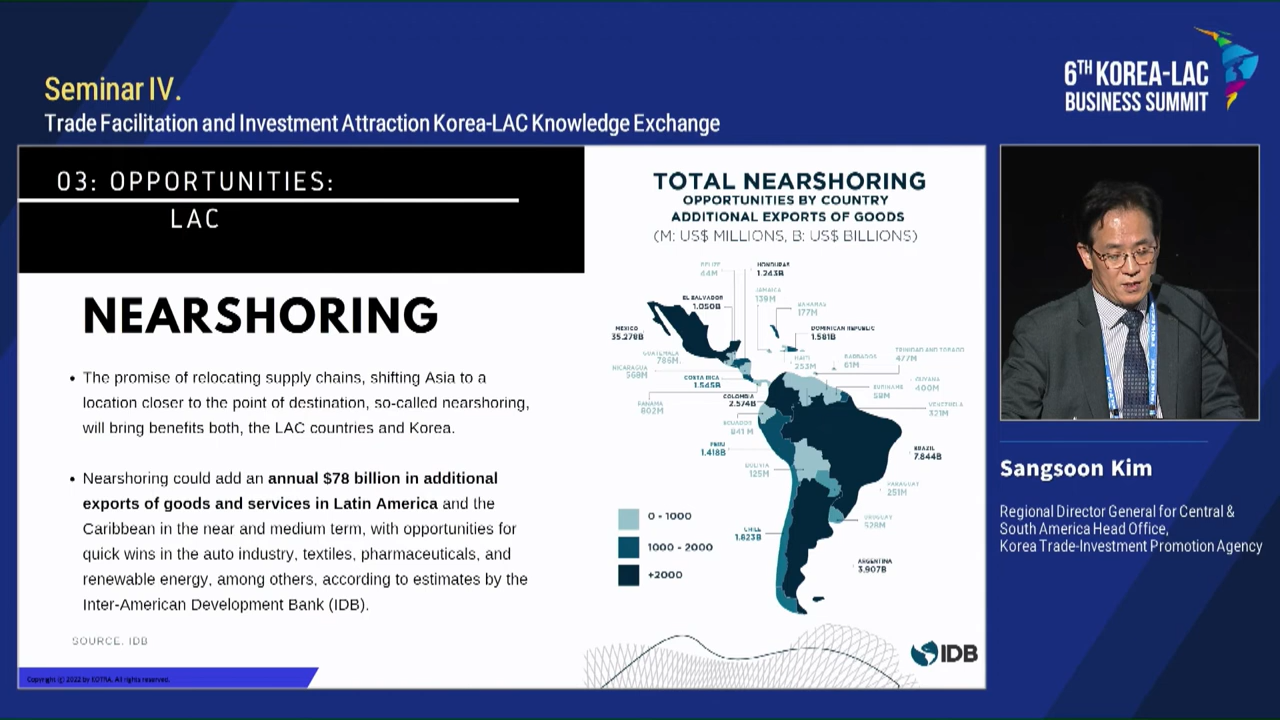 Seminar IV.
Trade Facilitation and Investment Attraction Korea-LAC Knowledge Exchange
6TH KOREA-LAC
BUSINESS SUMMIT
03: OPPORTUNITIES:
LAC
NEARSHORING
• The promise of relocating supply chains, shifting Asia to a
location closer to the point of destination, so-called nearshoring,
will bring benefits both, the LAC countries and Korea.
• Nearshoring could add an annual $78 billion in additional
exports of goods and services in Latin America and the
Caribbean in the near and medium term, with opportunities for
quick wins in the auto industry, textiles, pharmaceuticals, and
renewable energy, among others, according to estimates by the
Inter-American Development Bank (IDB).
SOURCE. IDB
Copyright ⓒ 2022 by KOTRA. All rights reserved.
TOTAL NEARSHORING
OPPORTUNITIES BY COUNTRY
ADDITIONAL EXPORTS OF GOODS
(M: US$ MILLIONS, B: US$ BILLIONS)
BELIZE
44M
HONDURAS
1.243B
JAMAICA
139M
EL SALVADOR
1.050B
BAHAMAS
177M
MEXICO
35.278B
DOMINICAN REPUBLIC
1.581B
GUATEMALA
786M
HAITI
253M
BARBADOS
61M
TRINIDAD AND TOBAGO
477M
NICARAGUA
568M
COSTA RICA
1.545B
SURINAME
58M
GUYANA
400M
PANAMA
802M
COLOMBIA
2.574B
VENEZUELA
321M
ECUADOR
841 M
PERU
1.418B
BRAZIL
7.844B
BOLIVIA
125M
PARAGUAY
251M
URUGUAY
528M
CHILE
1.823B
ARGENTINA
3.907B
0 - 1000
1000 - 2000
+2000
IDB
Sangsoon Kim
Regional Director General for Central &
South America Head Office,
Korea Trade-Investment Promotion Agency